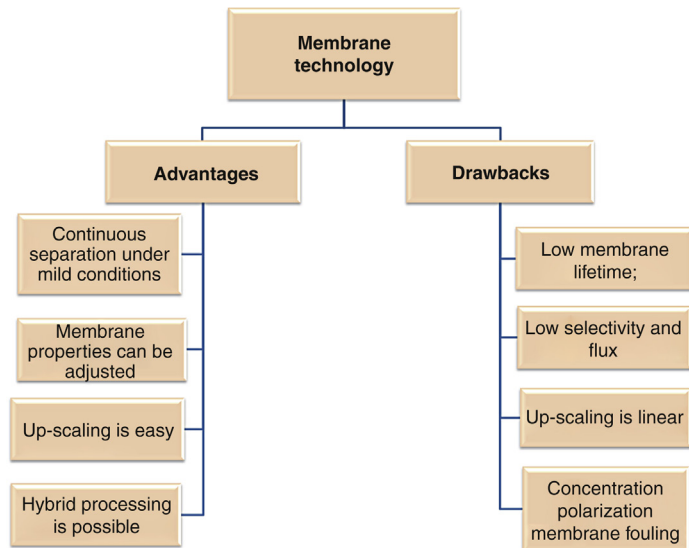 Membrane
technology
Advantages
Drawbacks
Continuous
separation under
mild conditions
Membrane
properties can be
adjusted
Up-scaling is easy
Hybrid processing
is possible
Low membrane
lifetime;
Low selectivity and
flux
Up-scaling is linear
Concentration
polarization
membrane fouling